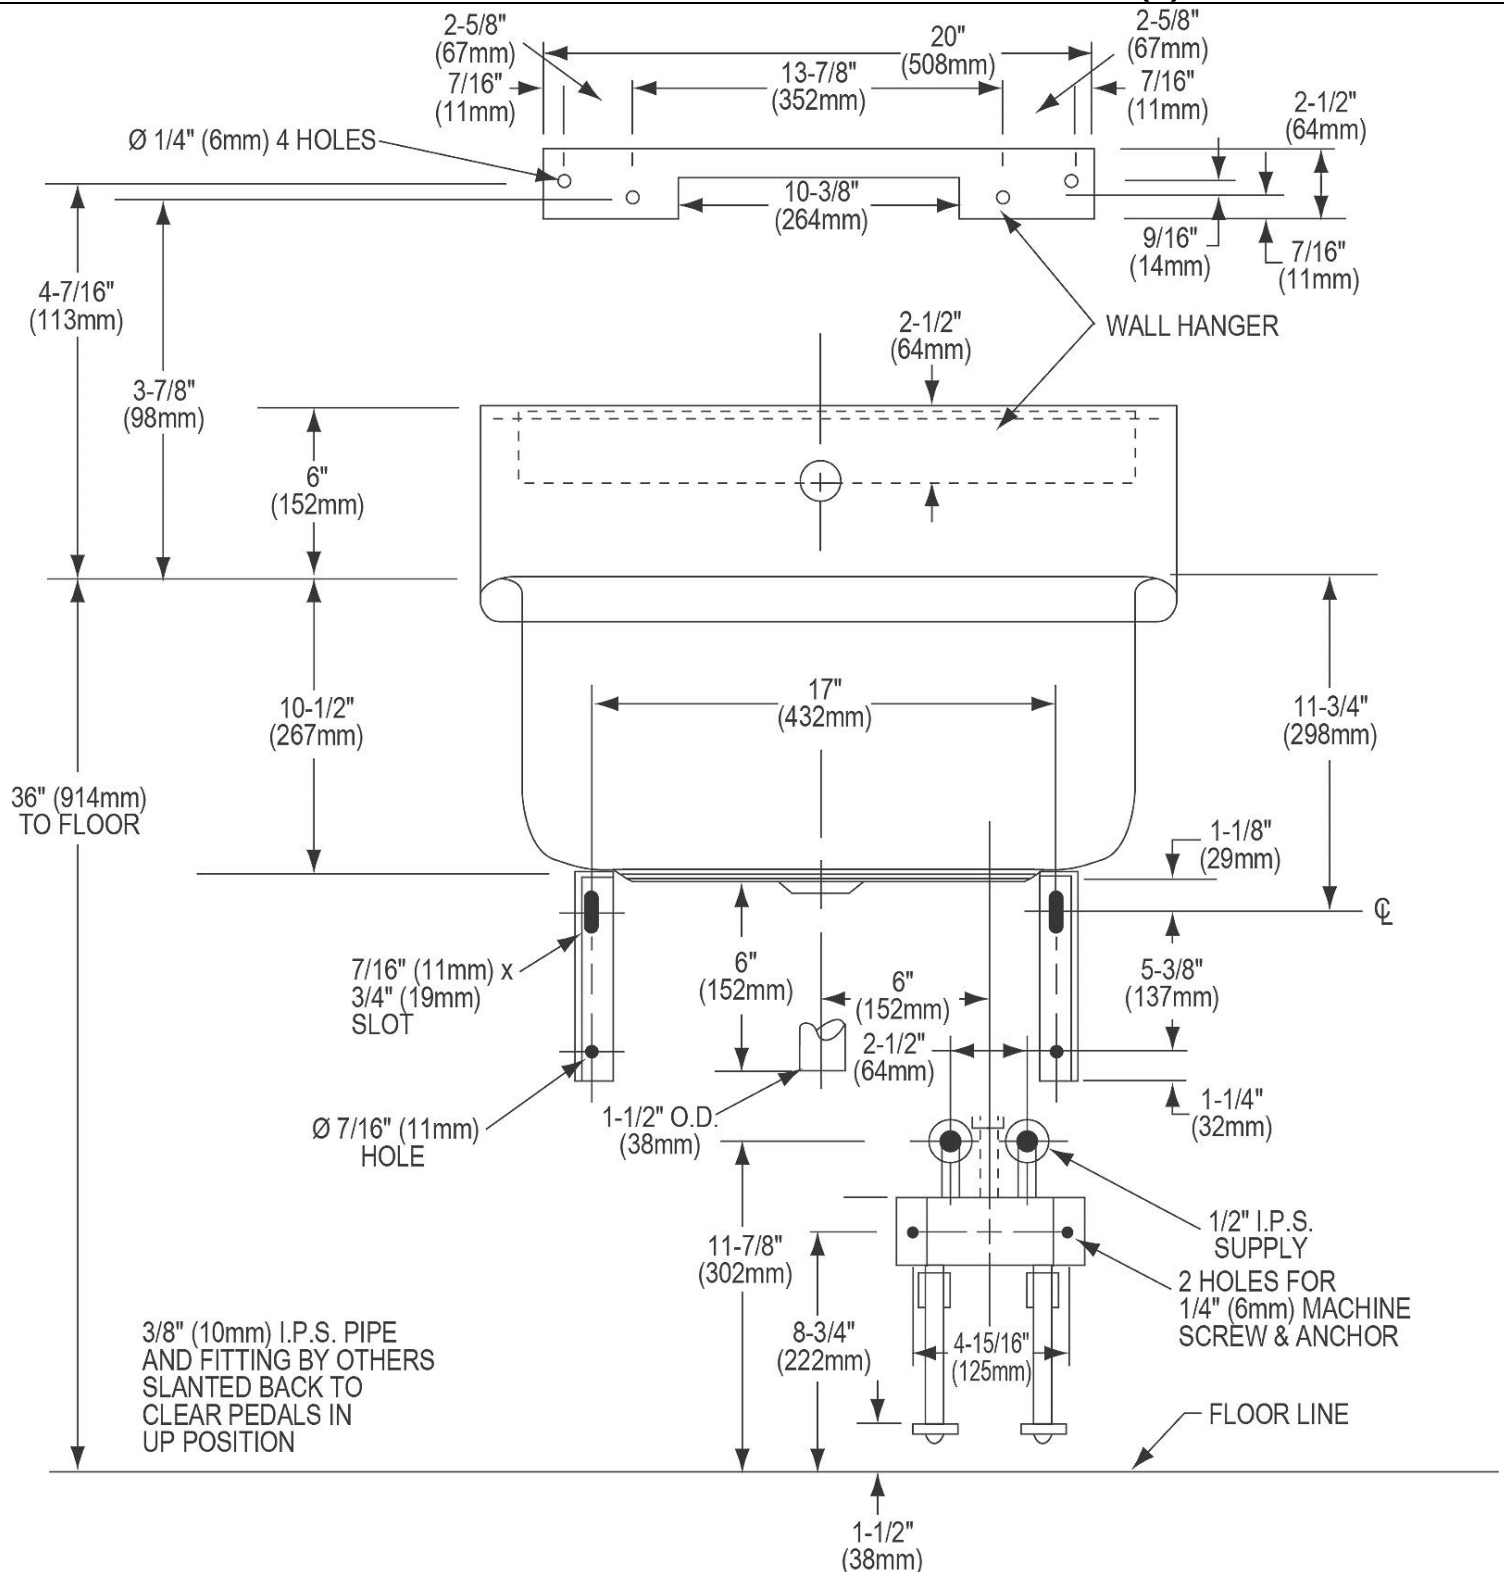 2-5/8"
(67mm)
20"
(508mm)
2-5/8"
(67mm)
7/16"
(11mm)
13-7/8"
(352mm)
7/16"
(11mm)
2-1/2"
(64mm)
Ø 1/4" (6mm) 4 HOLES
10-3/8"
(264mm)
9/16"
(14mm)
7/16"
(11mm)
4-7/16"
(113mm)
WALL HANGER
2-1/2"
(64mm)
3-7/8"
(98mm)
6"
(152mm)
17"
(432mm)
10-1/2"
(267mm)
11-3/4"
(298mm)
36" (914mm)
TO FLOOR
1-1/8"
(29mm)
℄
7/16" (11mm) x
3/4" (19mm)
SLOT
6"
(152mm)
6"
(152mm)
5-3/8"
(137mm)
2-1/2"
(64mm)
1-1/4"
(32mm)
Ø 7/16" (11mm)
HOLE
1-1/2" O.D.
(38mm)
11-7/8"
(302mm)
1/2" I.P.S.
SUPPLY
2 HOLES FOR
1/4" (6mm) MACHINE
SCREW & ANCHOR
8-3/4"
(222mm)
4-15/16"
(125mm)
3/8" (10mm) I.P.S. PIPE
AND FITTING BY OTHERS
SLANTED BACK TO
CLEAR PEDALS IN
UP POSITION
FLOOR LINE
1-1/2"
(38mm)